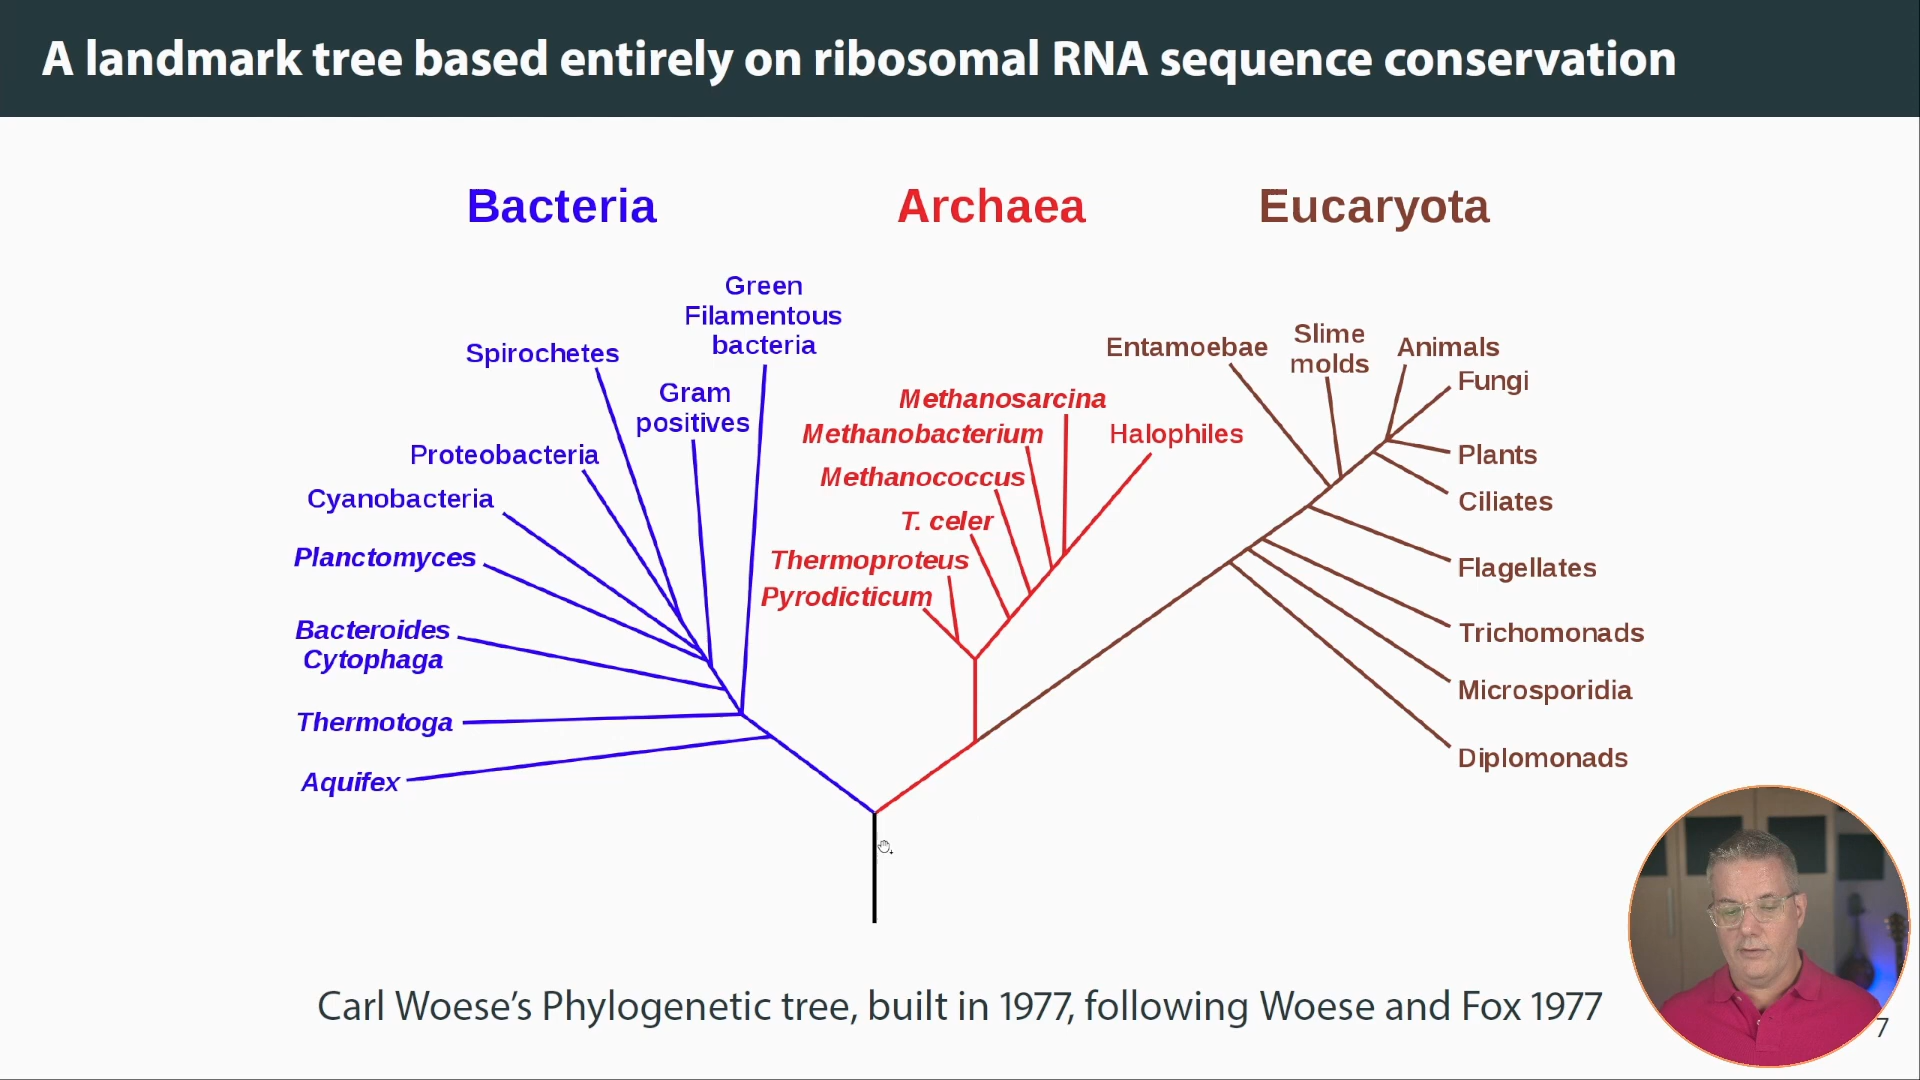 A landmark tree based entirely on ribosomal RNA sequence conservation
Bacteria
Archaea
Eucaryota
Green
Filamentous
bacteria
Spirochetes
Gram
positives
Proteobacteria
Cyanobacteria
Planctomyces
Bacteroides
Cytophaga
Thermotoga
Aquifex
Methanosarcina
Methanobacterium
Halophiles
Methanococcus
T. celer
Thermoproteus
Pyrodicticum
Entamoebae
Slime
molds
Animals
Fungi
Plants
Ciliates
Flagellates
Trichomonads
Microsporidia
Diplomonads
Carl Woese's Phylogenetic tree, built in 1977, following Woese and Fox 1977
7